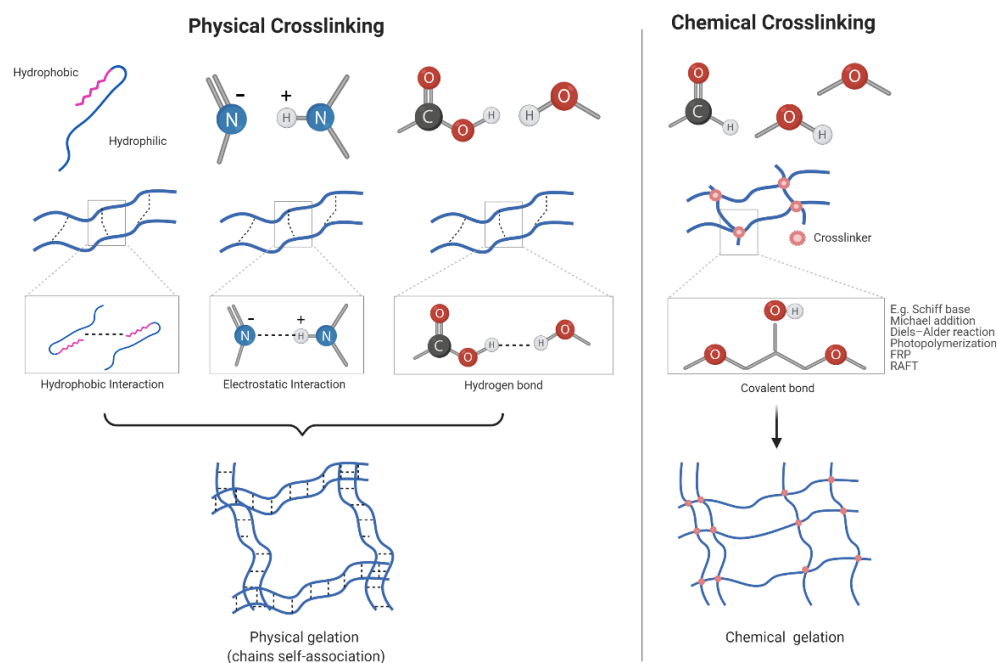 Physical Crosslinking
Hydrophobic
Hydrophilic
N
-
+
H
N
O
C
O
H
H
O
-
+
N
H
N
O
C
O
H
H
O
Hydrophobic Interaction
Electrostatic Interaction
Hydrogen bond
Physical gelation
(chains self-association)
Chemical Crosslinking
O
C
H
O
H
O
Crosslinker
O
H
O
O
E.g. Schiff base
Michael addition
Diels–Alder reaction
Photopolymerization
FRP
RAFT
Covalent bond
Chemical gelation